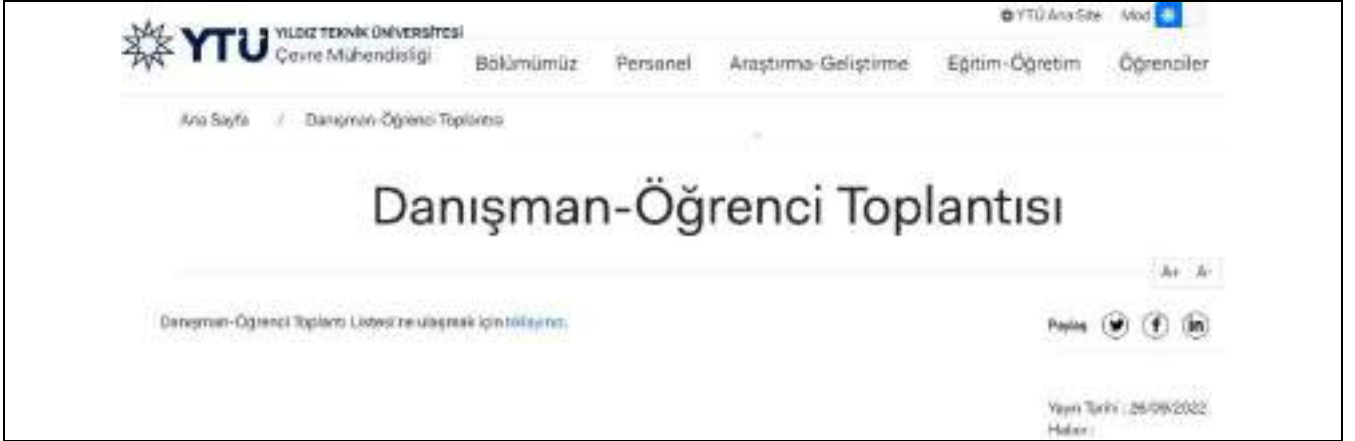 YTÜ Ana Site Mod
YTÜ YILDIZ TEKNİK ÜNİVERSİTESİ
Çevre Mühendisliği
Bölümümüz Personel Araştırma-Geliştirme Eğitim-Öğretim Öğrenciler
Ana Sayfa / Danışman-Öğrenci Toplantısı
Danışman-Öğrenci Toplantısı
A+ A-
Danışman-Öğrenci Toplantı Listesi'ne ulaşmak için tıklayınız.
Paylaş
Yayın Tarihi : 26/09/2022
Haber :